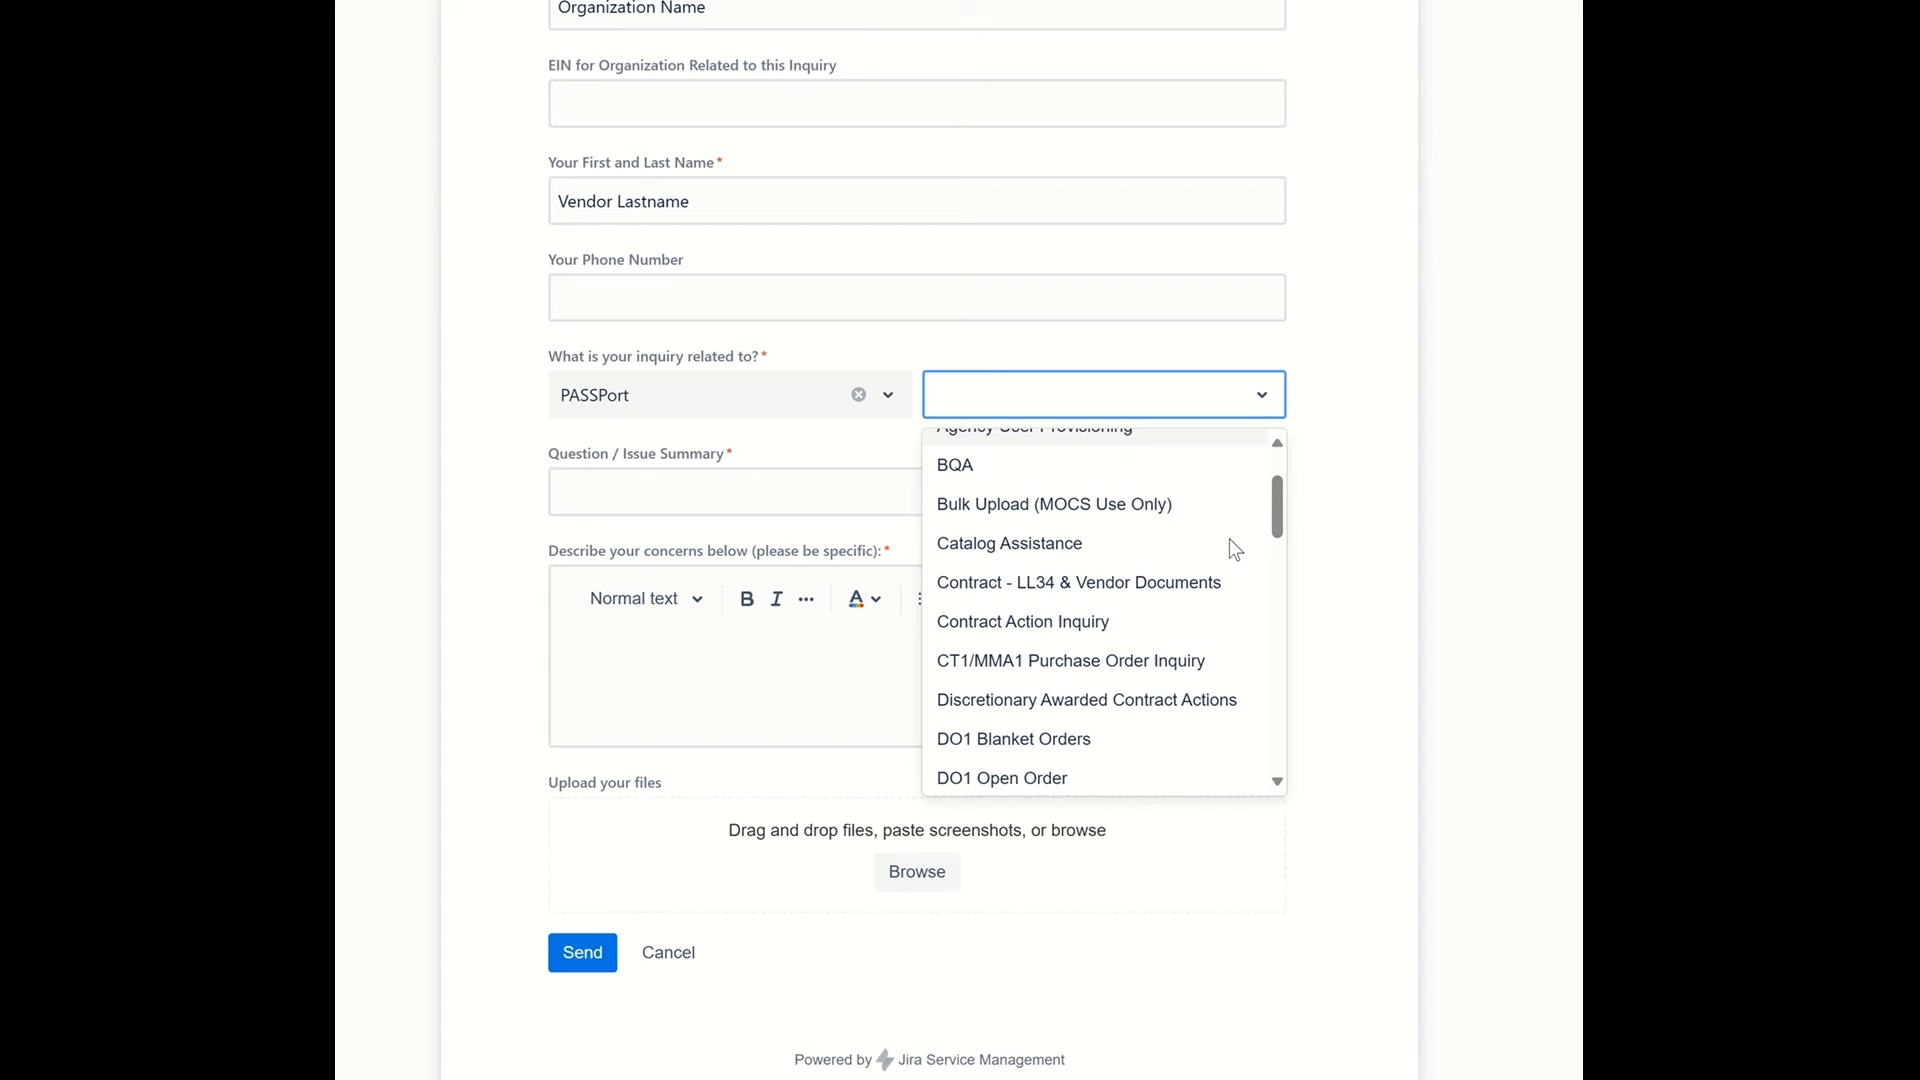 Organization Name
EIN for Organization Related to this Inquiry
Your First and Last Name*
Vendor Lastname
Your Phone Number
What is your inquiry related to?*
PASSPort
Agency User Provisioning
BQA
Bulk Upload (MOCS Use Only)
Catalog Assistance
Contract - LL34 & Vendor Documents
Contract Action Inquiry
CT1/MMA1 Purchase Order Inquiry
Discretionary Awarded Contract Actions
DO1 Blanket Orders
DO1 Open Order
Question / Issue Summary*
Describe your concerns below (please be specific):*
Normal text B I ••• A
Upload your files
Drag and drop files, paste screenshots, or browse
Browse
Send Cancel
Powered by Jira Service Management